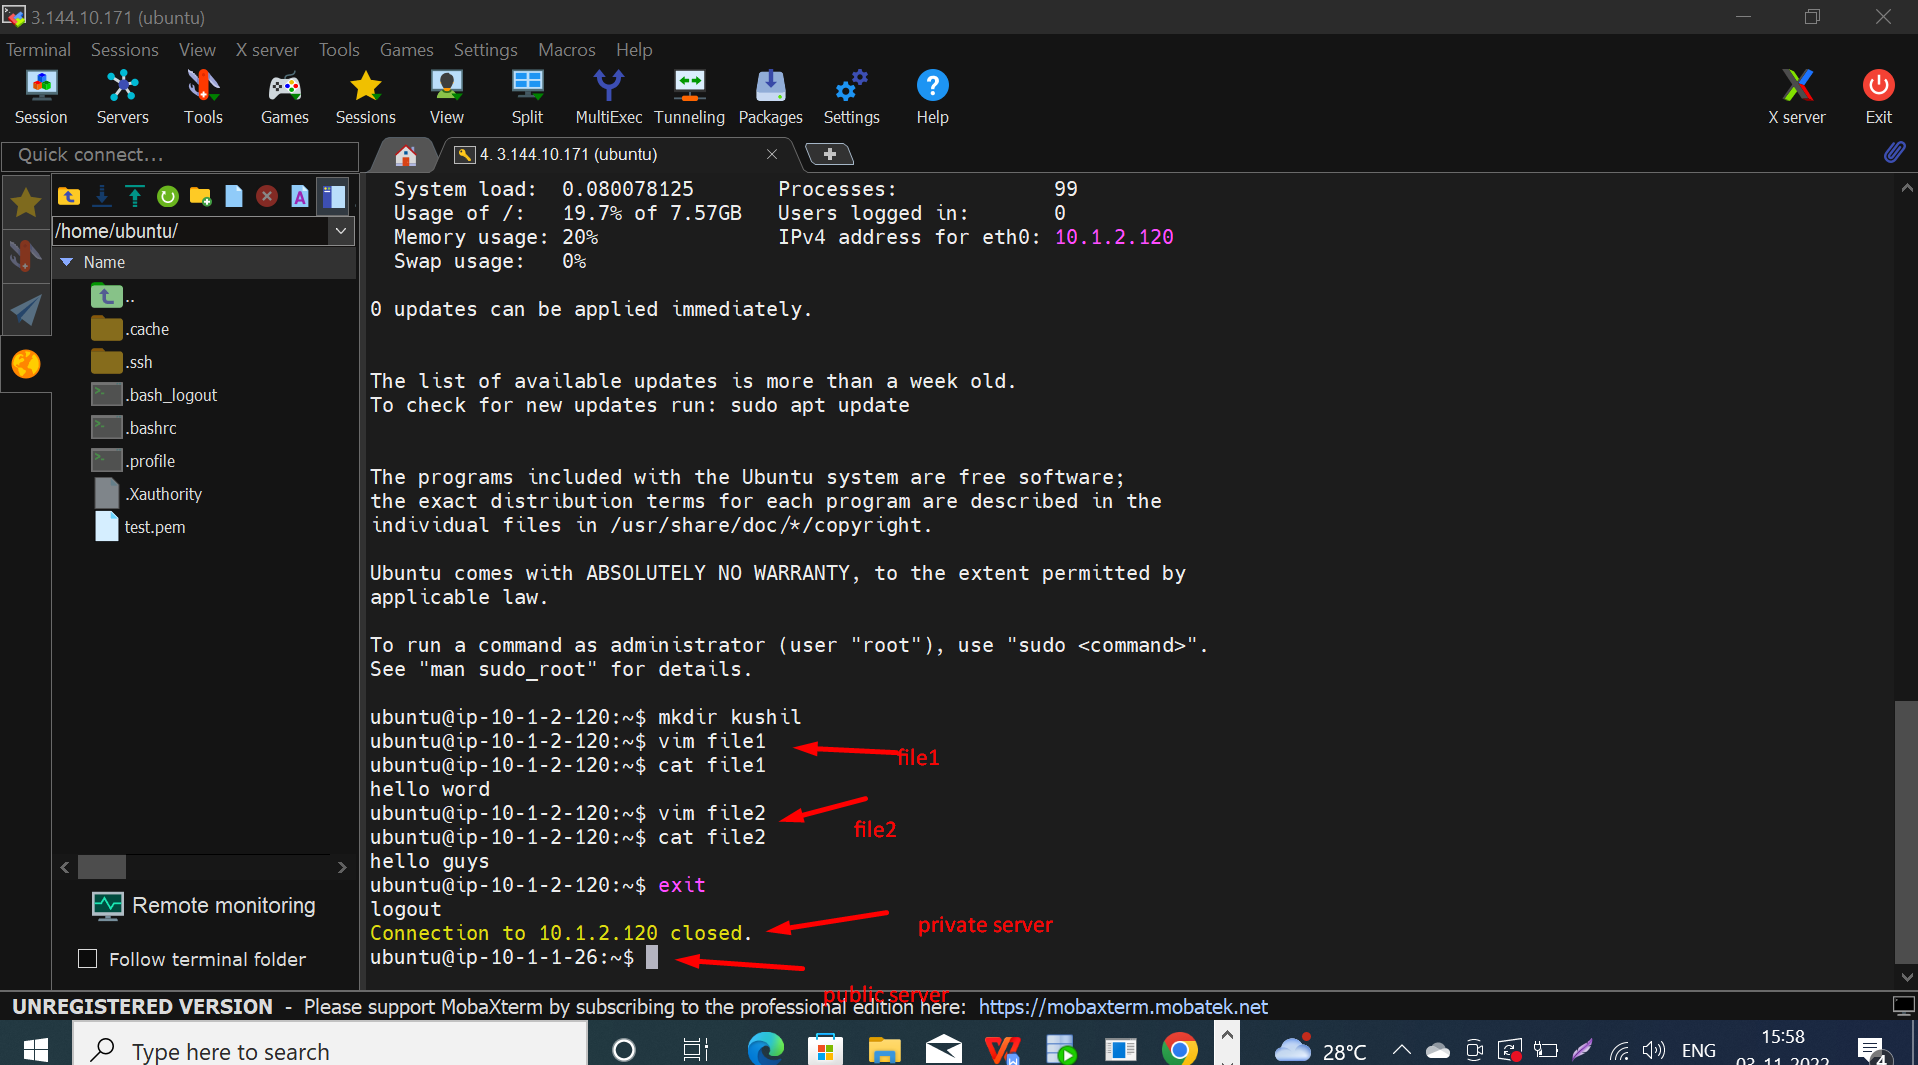 3.144.10.171 (ubuntu)
Terminal Sessions View X server Tools Games Settings Macros Help
Session Servers Tools Games Sessions View Split MultiExec Tunneling Packages Settings Help X server Exit
Quick connect...
4. 3.144.10.171 (ubuntu)
/home/ubuntu/
Name
..
.cache
.ssh
.bash_logout
.bashrc
.profile
.Xauthority
test.pem
Remote monitoring
Follow terminal folder
System load: 0.080078125 Processes: 99
Usage of /: 19.7% of 7.57GB Users logged in: 0
Memory usage: 20% IPv4 address for eth0: 10.1.2.120
Swap usage: 0%
0 updates can be applied immediately.
The list of available updates is more than a week old.
To check for new updates run: sudo apt update
The programs included with the Ubuntu system are free software;
the exact distribution terms for each program are described in the
individual files in /usr/share/doc/*/copyright.
Ubuntu comes with ABSOLUTELY NO WARRANTY, to the extent permitted by
applicable law.
To run a command as administrator (user "root"), use "sudo <command>".
See "man sudo_root" for details.
ubuntu@ip-10-1-2-120:~$ mkdir kushil
ubuntu@ip-10-1-2-120:~$ vim file1
file1
ubuntu@ip-10-1-2-120:~$ cat file1
hello word
ubuntu@ip-10-1-2-120:~$ vim file2
file2
ubuntu@ip-10-1-2-120:~$ cat file2
hello guys
ubuntu@ip-10-1-2-120:~$ exit
logout
private server
Connection to 10.1.2.120 closed.
ubuntu@ip-10-1-1-26:~$
public server
UNREGISTERED VERSION - Please support MobaXterm by subscribing to the professional edition here: https://mobaxterm.mobatek.net
Type here to search
28°C
ENG
15:58
03-11-2022
4